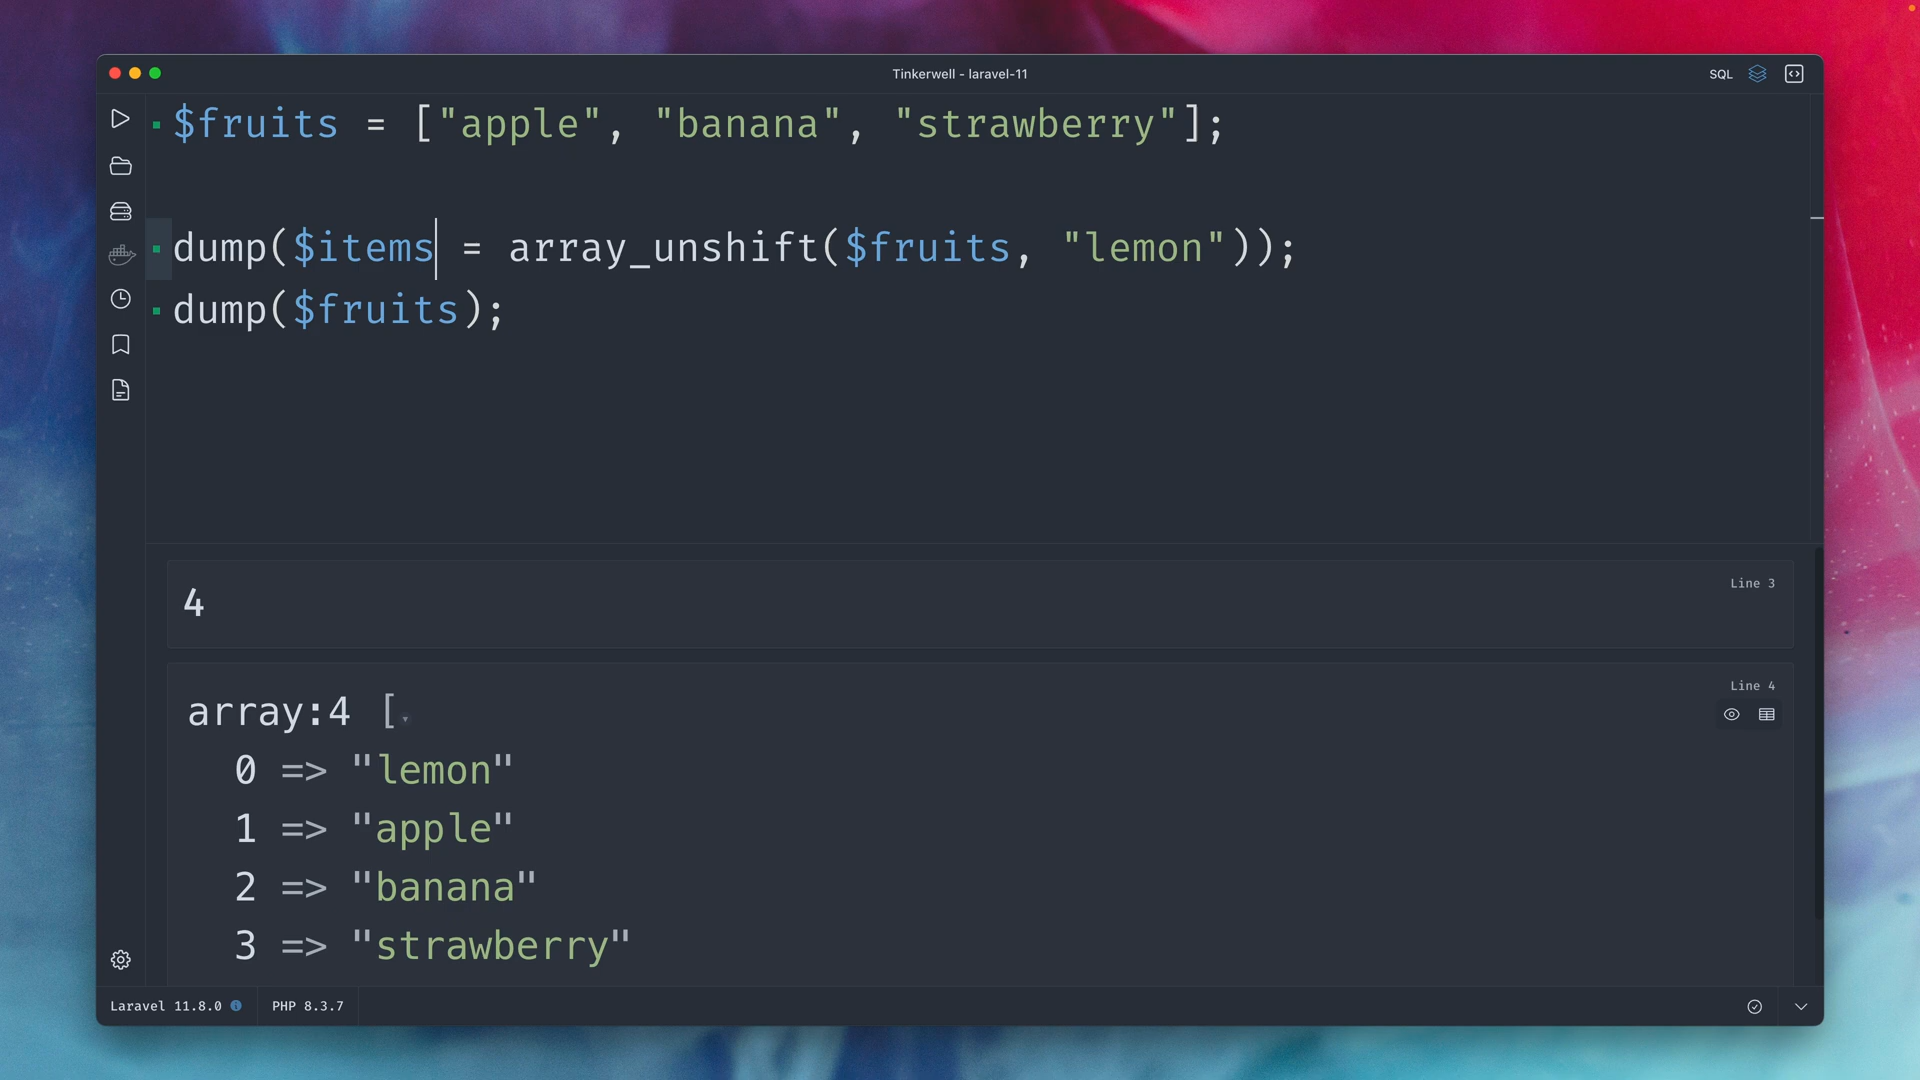 Tinkerwell - laravel-11
SQL
$fruits = ["apple", "banana", "strawberry"];
dump($items = array_unshift($fruits, "lemon"));
dump($fruits);
4
Line 3
array:4 [
Line 4
0 => "lemon"
1 => "apple"
2 => "banana"
3 => "strawberry"
Laravel 11.8.0
PHP 8.3.7